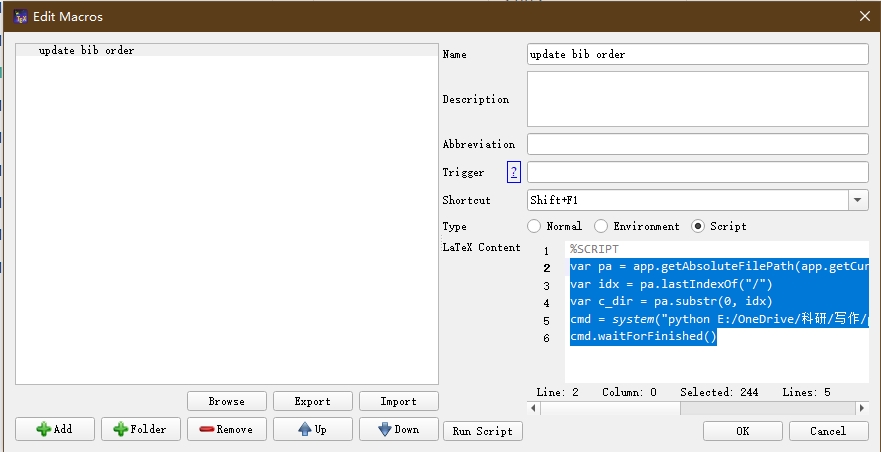 Edit Macros
update bib order
Name
update bib order
Description
Abbreviation
Trigger ?
Shortcut
Shift+F1
Type
Normal Environment Script
LaTeX Content
1 %SCRIPT
2 var pa = app.getAbsoluteFilePath(app.getCur
3 var idx = pa.lastIndexOf("/")
4 var c_dir = pa.substr(0, idx)
5 cmd = system("python E:/OneDrive/科研/写作/p
6 cmd.waitForFinished()
Line: 2 Column: 0 Selected: 244 Lines: 5
Browse Export Import
Add Folder Remove Up Down Run Script OK Cancel